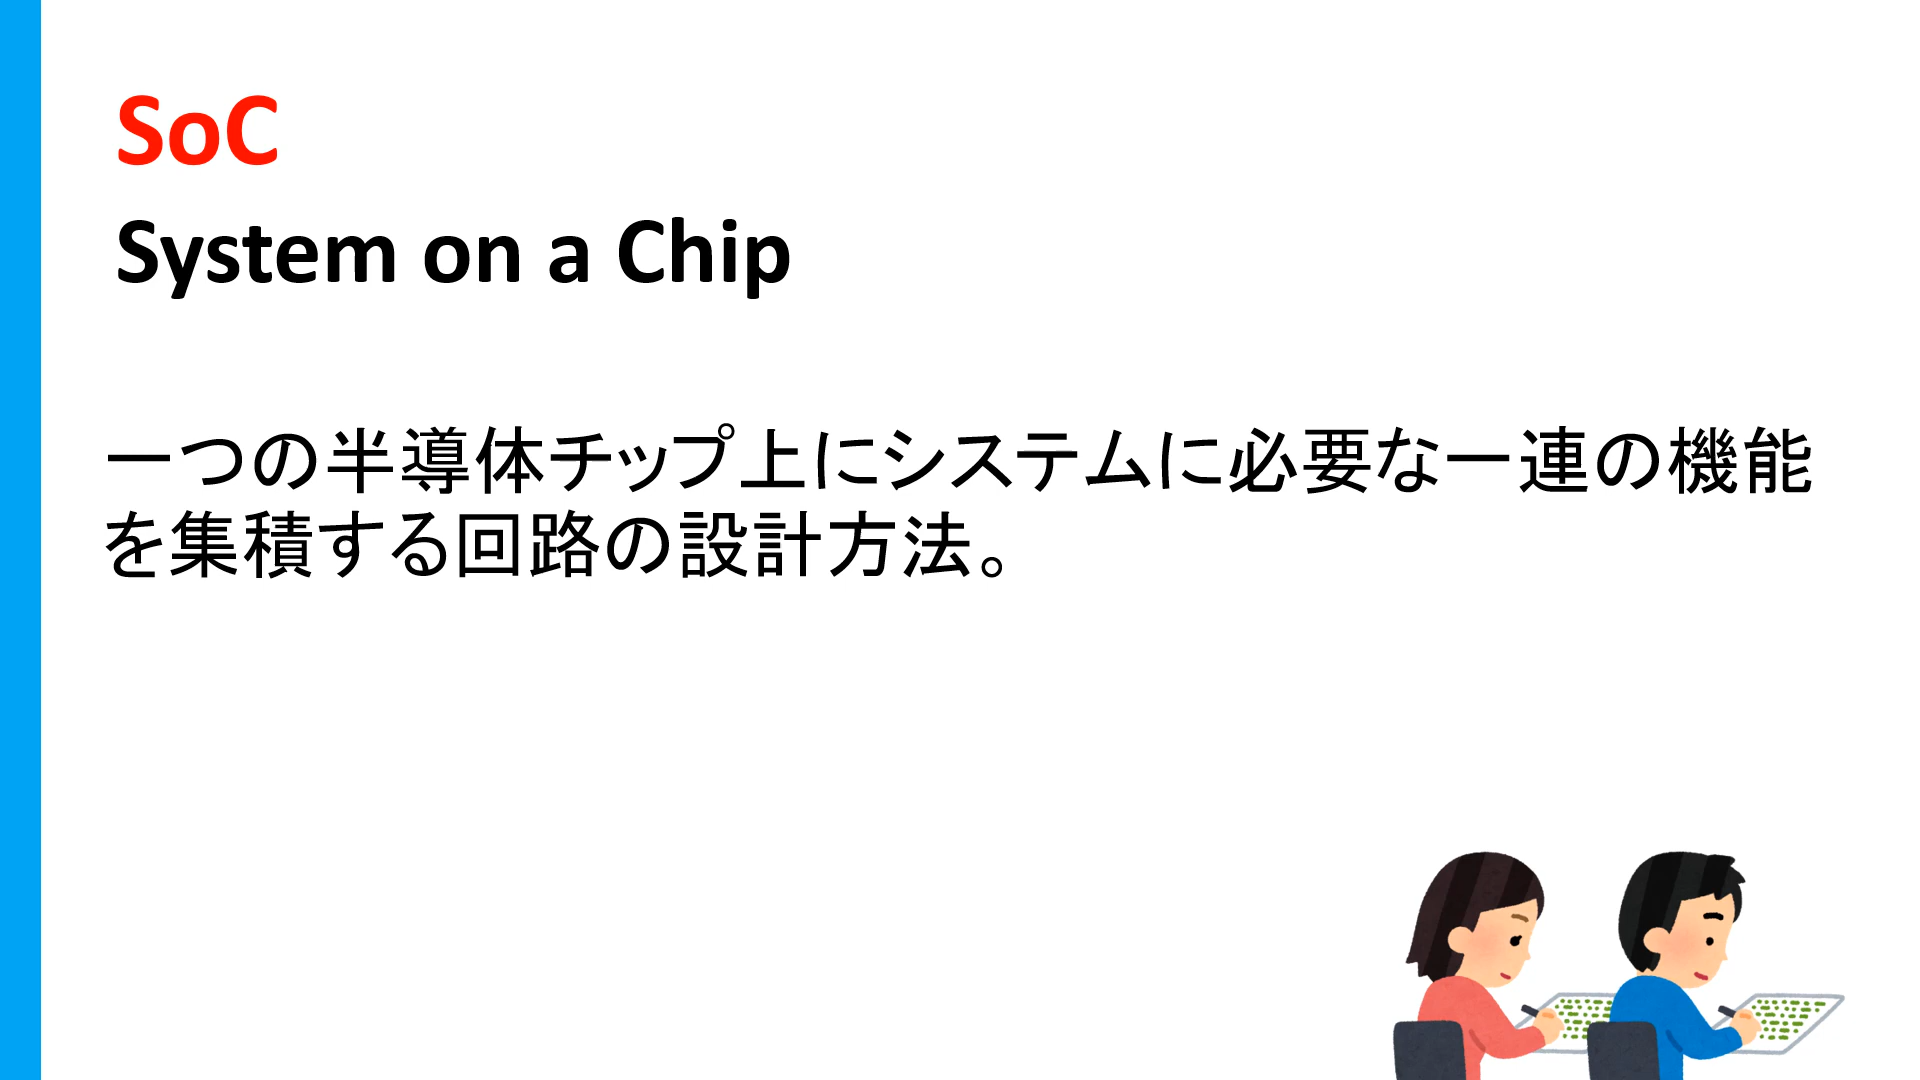 SoC
System on a Chip
一つの半導体チップ上にシステムに必要な一連の機能
を集積する回路の設計方法。